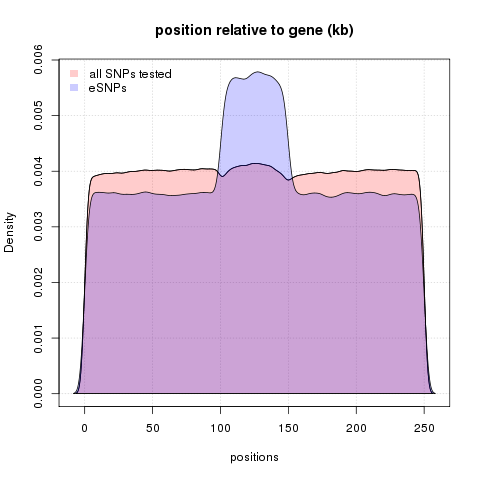 position relative to gene (kb)
all SNPs tested
eSNPs
0.006
0.005
0.004
0.003
0.002
0.001
0.000
Density
0 50 100 150 200 250
positions